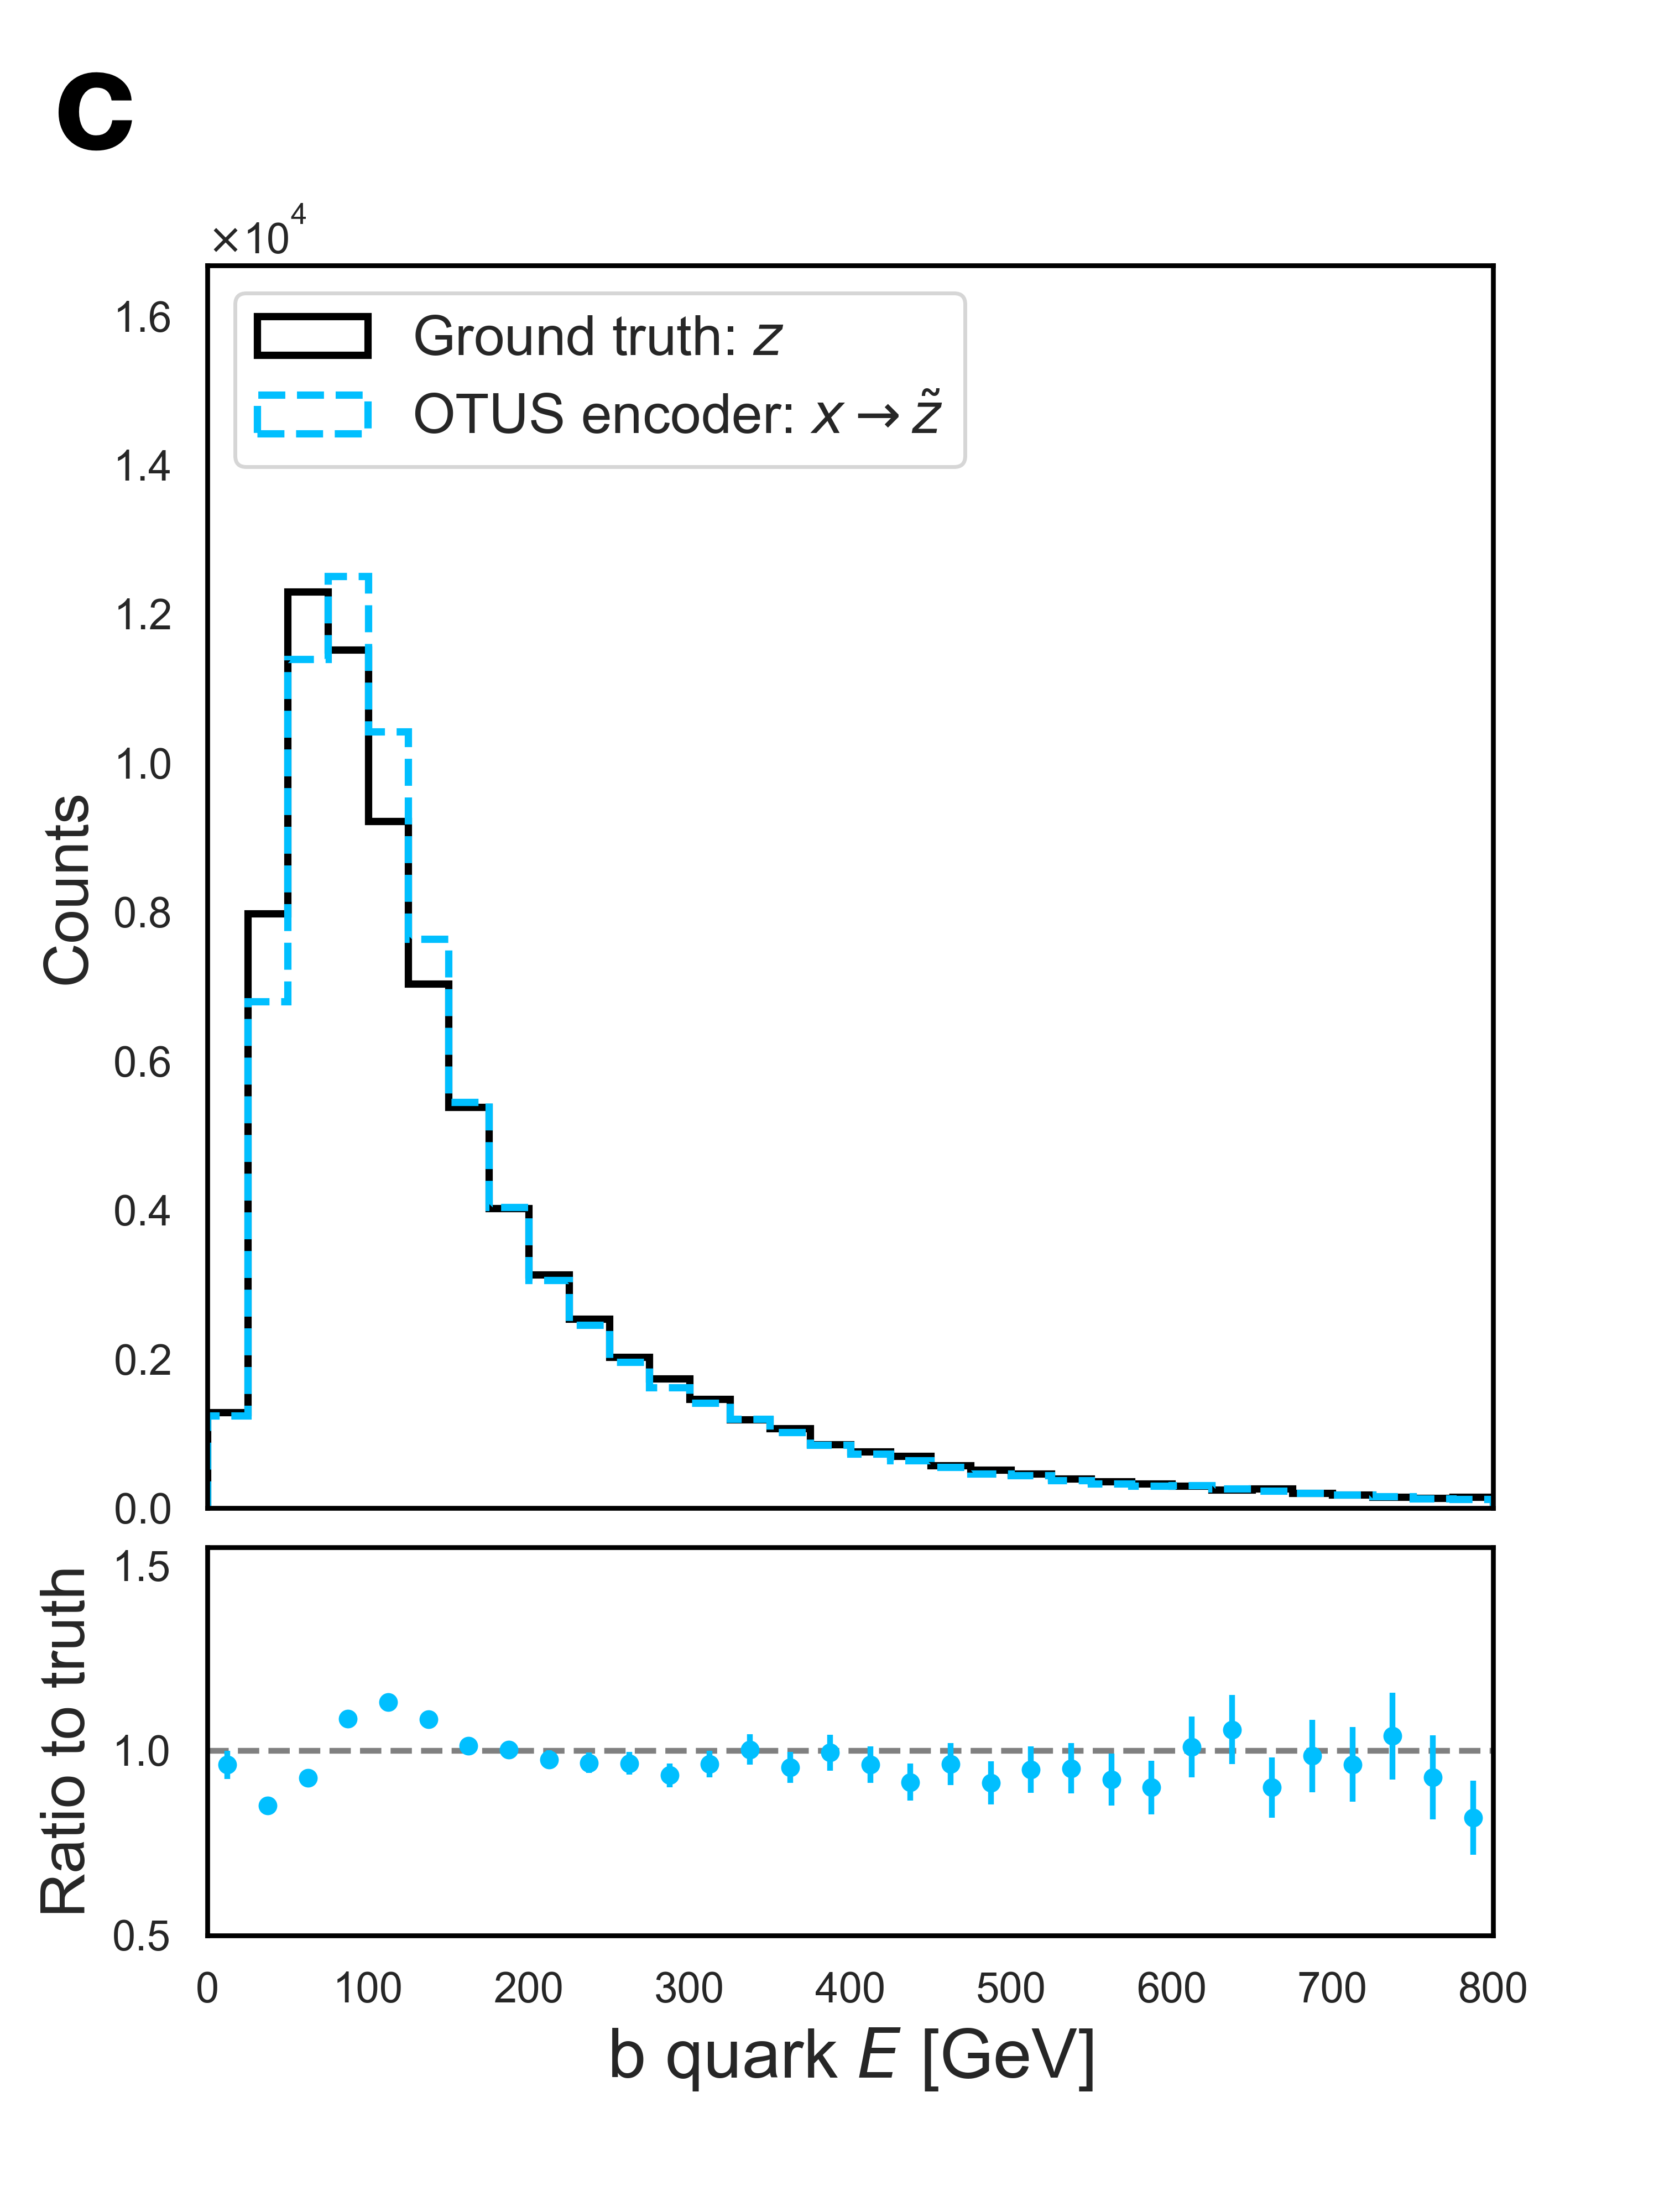 C
×10⁴
1.6
1.4
1.2
1.0
0.8
0.6
0.4
0.2
0.0
Counts
Ground truth: z
OTUS encoder: x → z̃
1.5
1.0
0.5
Ratio to truth
0 100 200 300 400 500 600 700 800
b quark E [GeV]